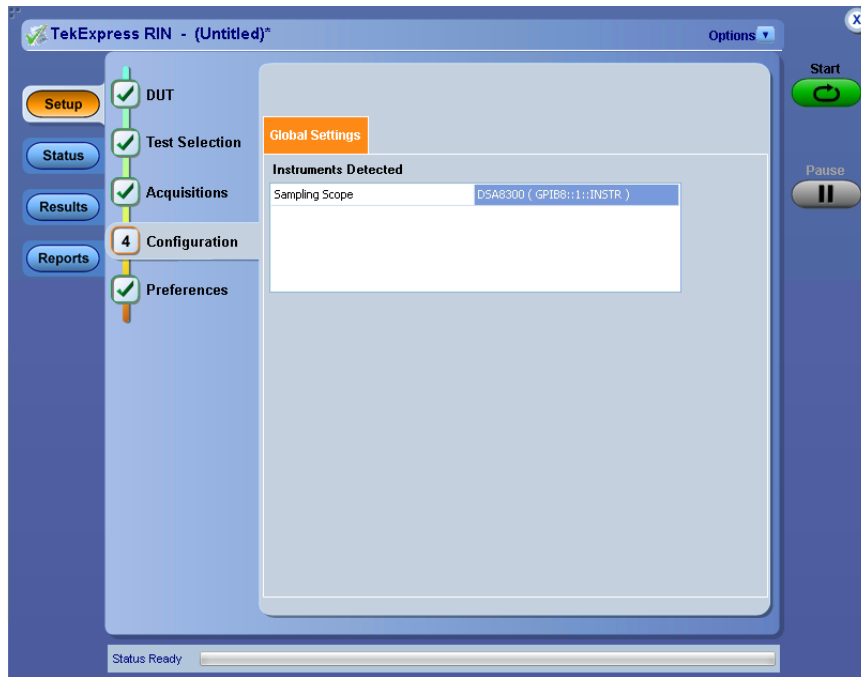 TekExpress RIN - (Untitled)*
Options
X
Start
Setup
DUT
Test Selection
Global Settings
Status
Instruments Detected
Pause
Acquisitions
Sampling Scope DSA8300 ( GPIB8::1::INSTR )
Results
4 Configuration
Reports
Preferences
Status Ready